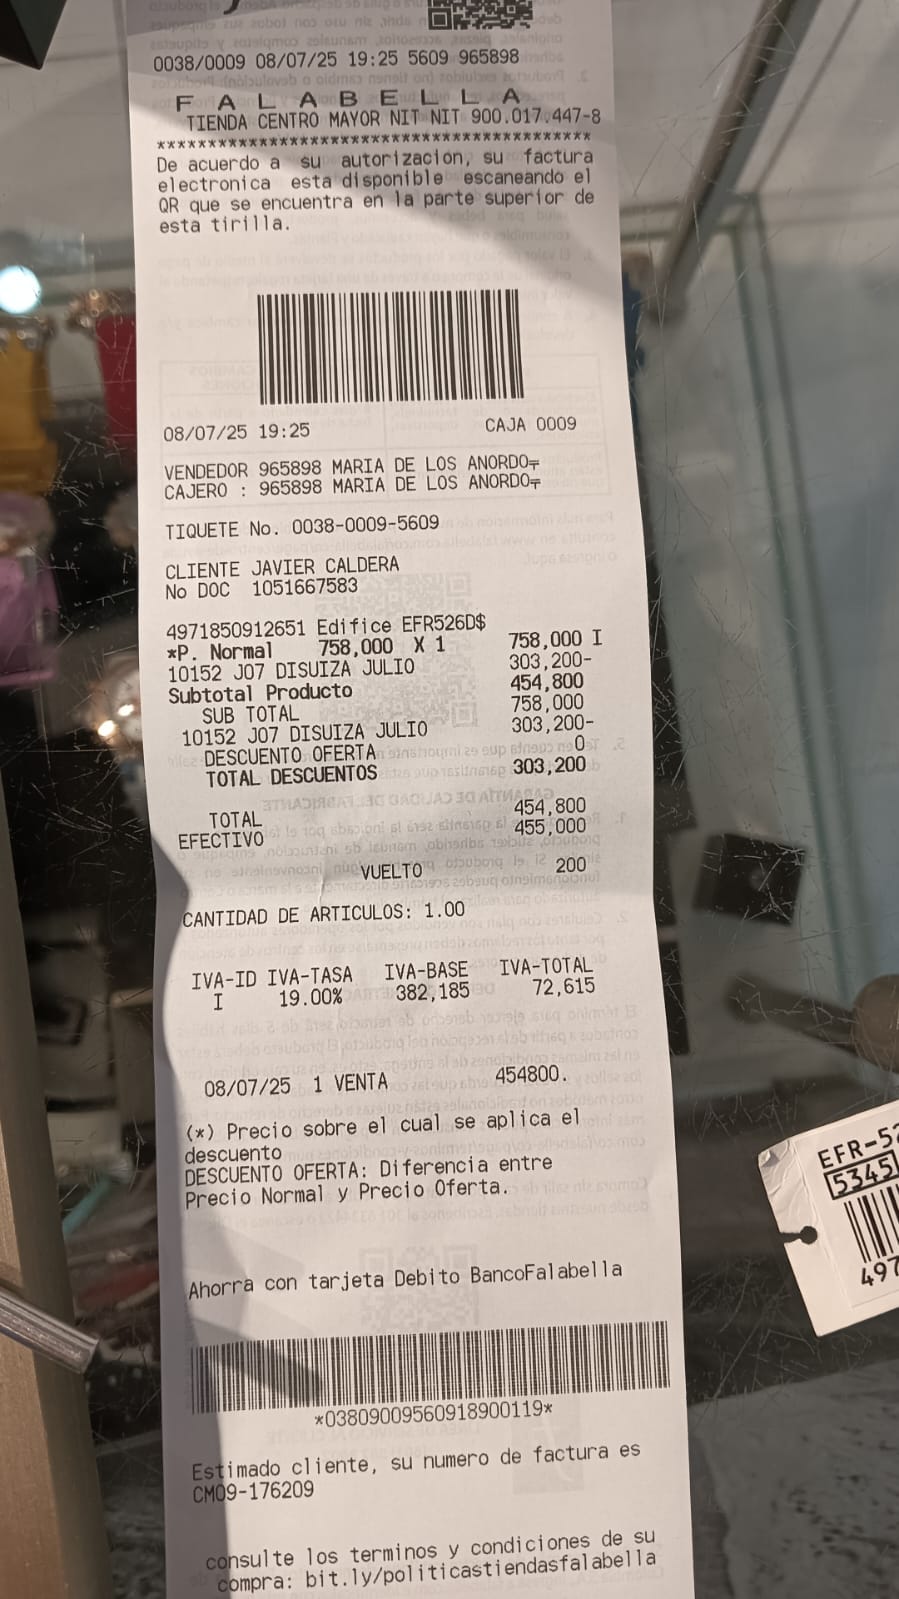 0038/0009 08/07/25 19:25 5609 965898
F A L A B E L L A
TIENDA CENTRO MAYOR NIT NIT 900.017.447-8
******************************************
De acuerdo a su autorizacion, su factura
electronica esta disponible escaneando el
QR que se encuentra en la parte superior de
esta tirilla.
08/07/25 19:25 CAJA 0009
VENDEDOR 965898 MARIA DE LOS ANORDO
CAJERO : 965898 MARIA DE LOS ANORDO
TIQUETE No. 0038-0009-5609
CLIENTE JAVIER CALDERA
No DOC 1051667583
4971850912651 Edifice EFR526D$
*P. Normal 758,000 X 1 758,000 I
10152 J07 DISUIZA JULIO 303,200-
Subtotal Producto 454,800
SUB TOTAL 758,000
10152 J07 DISUIZA JULIO 303,200-
DESCUENTO OFERTA 0
TOTAL DESCUENTOS 303,200
TOTAL 454,800
EFECTIVO 455,000
VUELTO 200
CANTIDAD DE ARTICULOS: 1.00
IVA-ID IVA-TASA IVA-BASE IVA-TOTAL
I 19.00% 382,185 72,615
08/07/25 1 VENTA 454800.
(*) Precio sobre el cual se aplica el
descuento
DESCUENTO OFERTA: Diferencia entre
Precio Normal y Precio Oferta.
Ahorra con tarjeta Debito BancoFalabella
*03809009560918900119*
Estimado cliente, su numero de factura es
CM09-176209
consulte los terminos y condiciones de su
compra: bit.ly/politicastiendasfalabella
EFR-52
5345
497